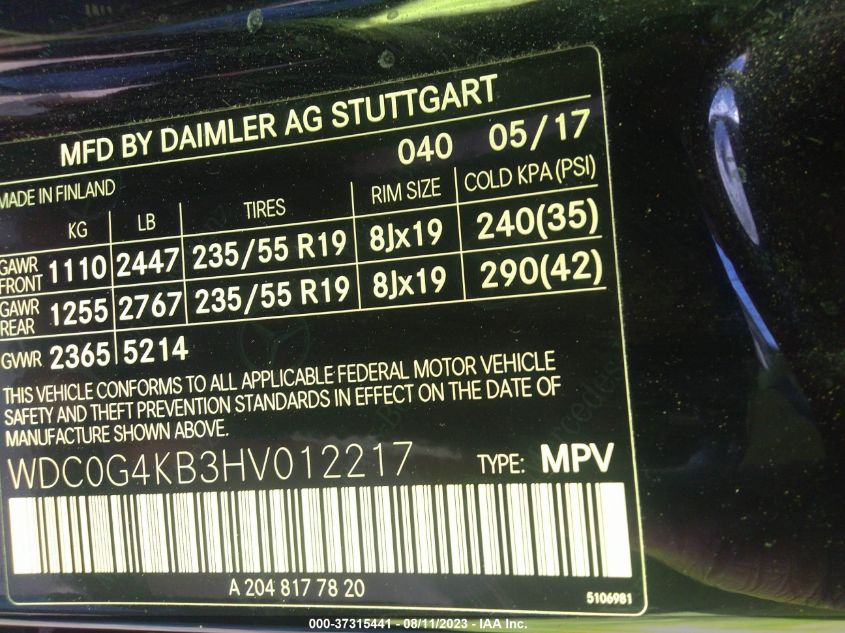 MFD BY DAIMLER AG STUTTGART
040 05/17
MADE IN FINLAND
KG LB TIRES RIM SIZE COLD KPA (PSI)
GAWR FRONT 1110 2447 235/55 R19 8Jx19 240(35)
GAWR REAR 1255 2767 235/55 R19 8Jx19 290(42)
GVWR 2365 5214
THIS VEHICLE CONFORMS TO ALL APPLICABLE FEDERAL MOTOR VEHICLE
SAFETY AND THEFT PREVENTION STANDARDS IN EFFECT ON THE DATE OF
MANUFACTURE SHOWN ABOVE.
WDC0G4KB3HV012217 TYPE: MPV
A 204 817 78 20
5106981
000-37315441 - 08/11/2023 - IAA Inc.